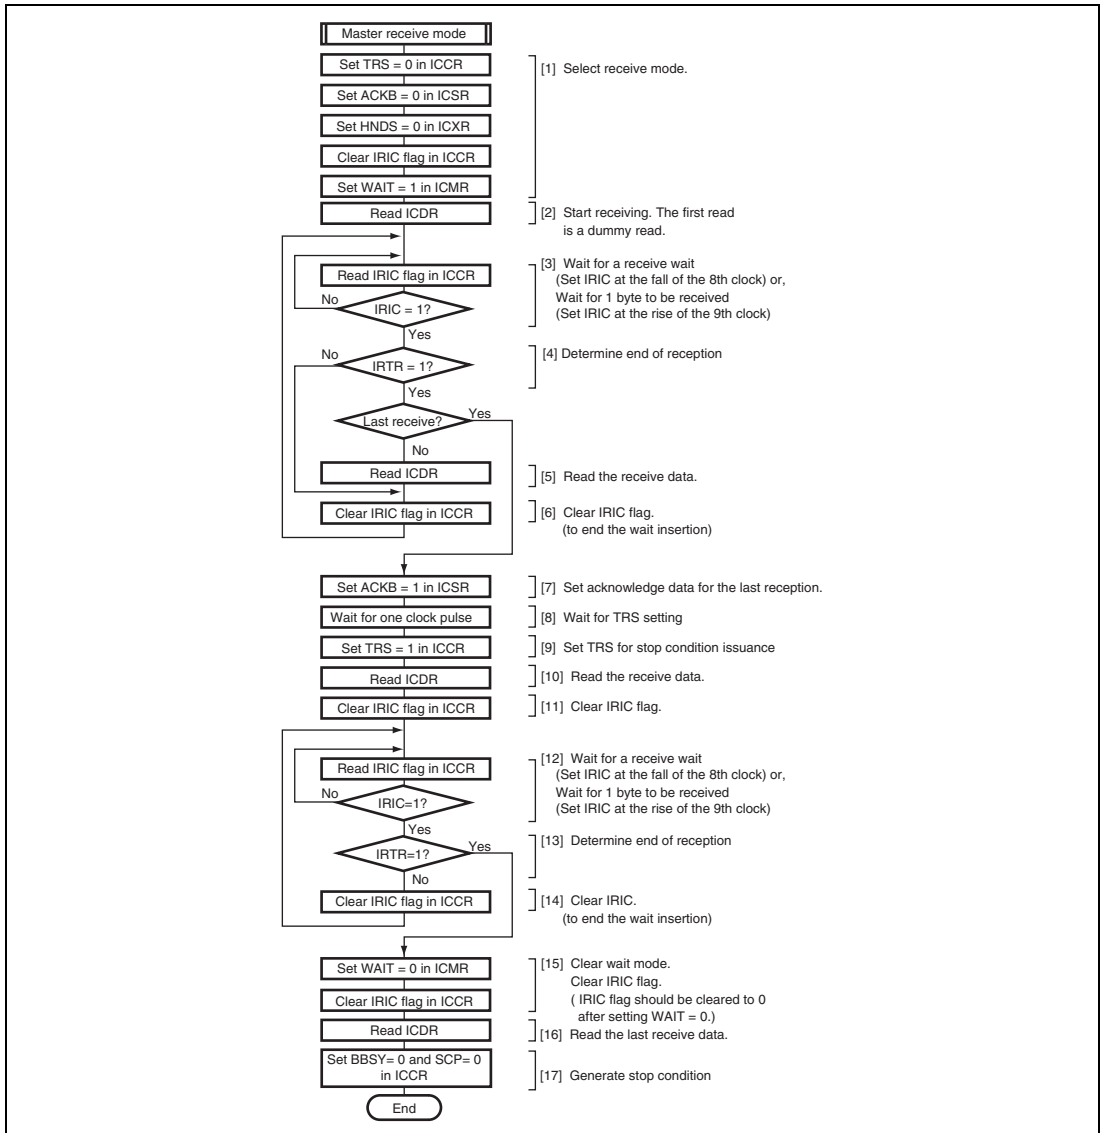 Master receive mode
Set TRS = 0 in ICCR
[1] Select receive mode.
Set ACKB = 0 in ICSR
Set HNDS = 0 in ICXR
Clear IRIC flag in ICCR
Set WAIT = 1 in ICMR
Read ICDR
[2] Start receiving. The first read
is a dummy read.
Read IRIC flag in ICCR
[3] Wait for a receive wait
(Set IRIC at the fall of the 8th clock) or,
Wait for 1 byte to be received
(Set IRIC at the rise of the 9th clock)
No
IRIC = 1?
Yes
No
IRTR = 1?
[4] Determine end of reception
Yes
Last receive?
Yes
No
Read ICDR
[5] Read the receive data.
Clear IRIC flag in ICCR
[6] Clear IRIC flag.
(to end the wait insertion)
Set ACKB = 1 in ICSR
[7] Set acknowledge data for the last reception.
Wait for one clock pulse
[8] Wait for TRS setting
Set TRS = 1 in ICCR
[9] Set TRS for stop condition issuance
Read ICDR
[10] Read the receive data.
Clear IRIC flag in ICCR
[11] Clear IRIC flag.
Read IRIC flag in ICCR
[12] Wait for a receive wait
(Set IRIC at the fall of the 8th clock) or,
Wait for 1 byte to be received
(Set IRIC at the rise of the 9th clock)
No
IRIC=1?
Yes
IRTR=1?
Yes
[13] Determine end of reception
No
Clear IRIC flag in ICCR
[14] Clear IRIC.
(to end the wait insertion)
Set WAIT = 0 in ICMR
[15] Clear wait mode.
Clear IRIC flag.
( IRIC flag should be cleared to 0
after setting WAIT = 0.)
Clear IRIC flag in ICCR
Read ICDR
[16] Read the last receive data.
Set BBSY= 0 and SCP= 0
in ICCR
[17] Generate stop condition
End